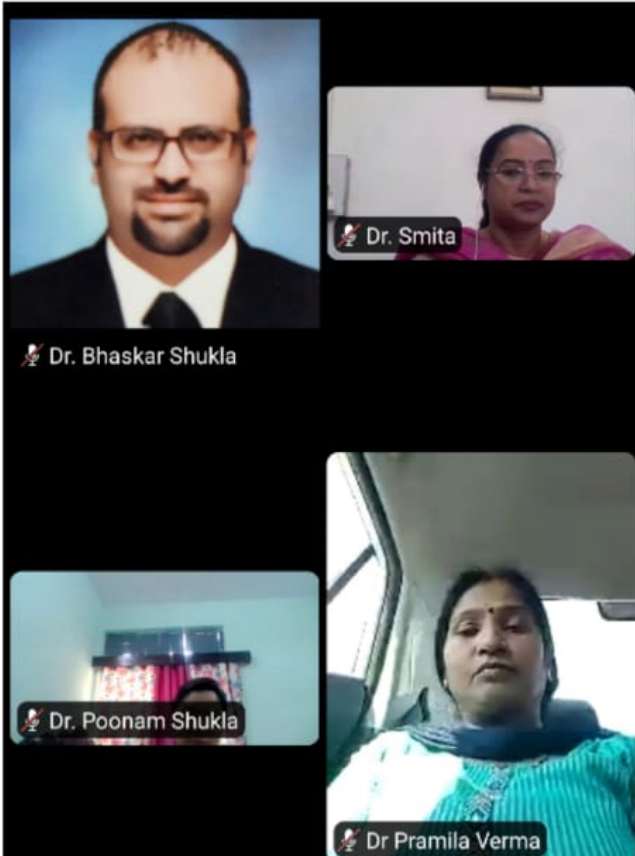 Dr. Smita
Dr. Bhaskar Shukla
Dr. Poonam Shukla
Dr Pramila Verma